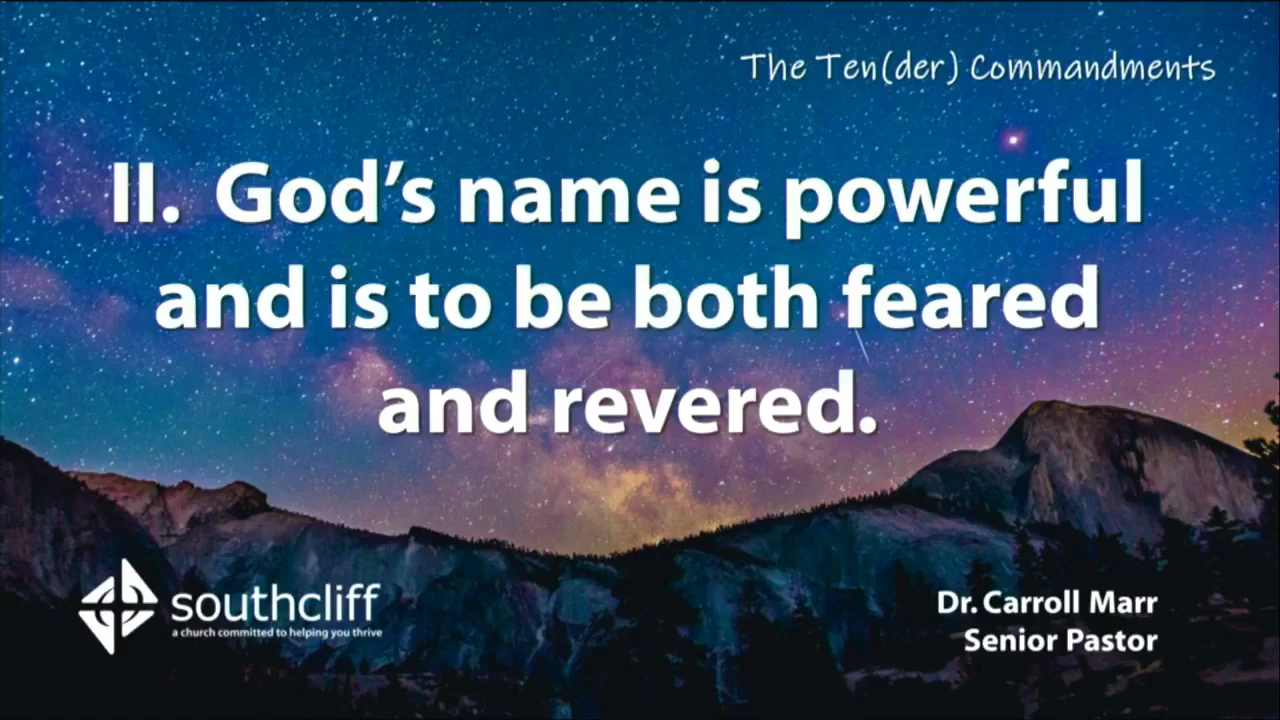 The Ten(der) Commandments
II. God's name is powerful
and is to be both feared
and revered.
southcliff
a church committed to helping you thrive
Dr. Carroll Marr
Senior Pastor